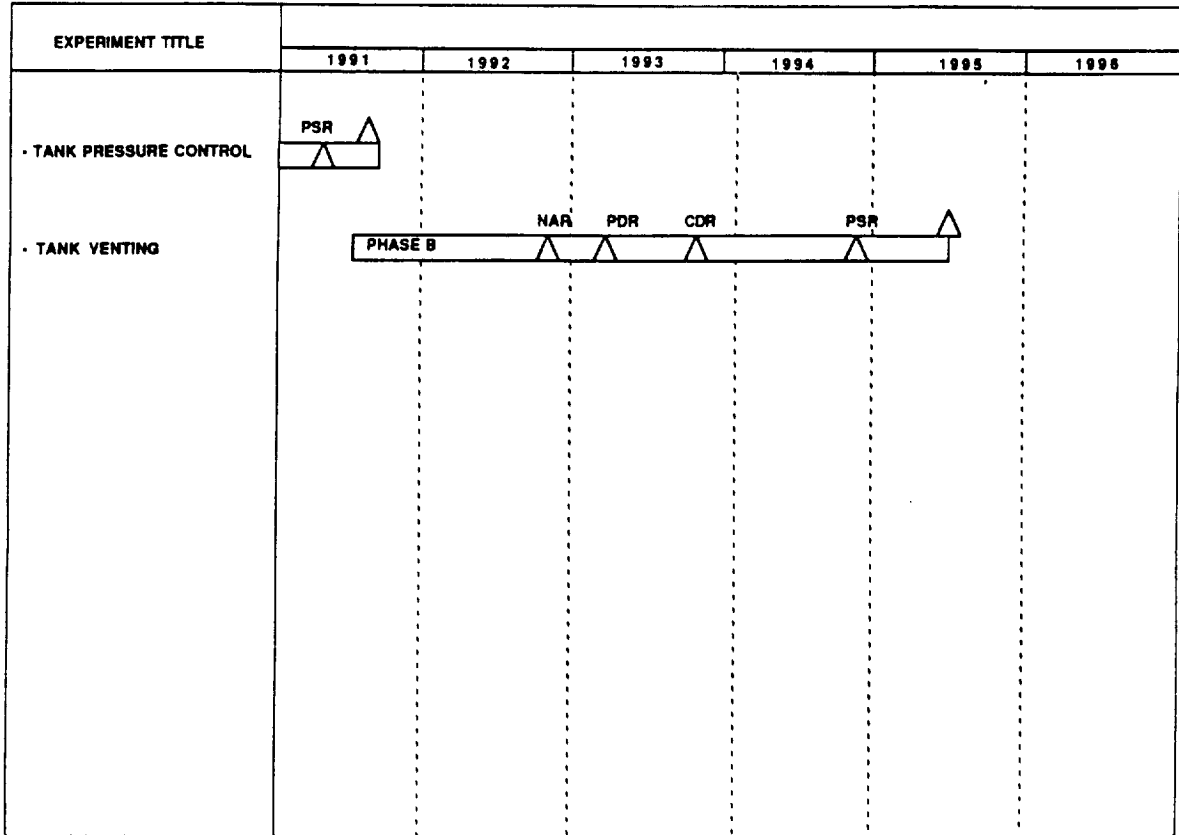 EXPERIMENT TITLE
1991 1992 1993 1994 1995 1996
PSR
- TANK PRESSURE CONTROL
NAR PDR CDR PSR
- TANK VENTING PHASE B